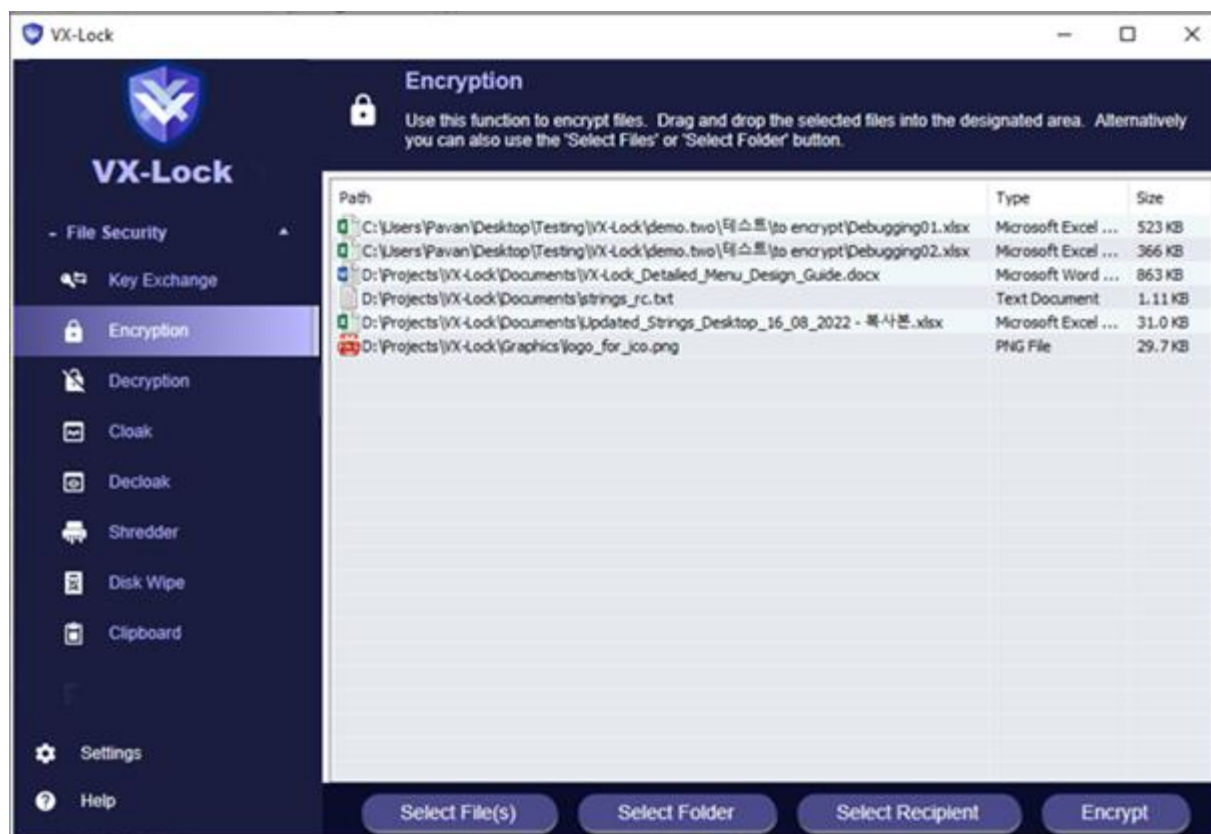 VX-Lock
VX-Lock
- File Security
Key Exchange
Encryption
Decryption
Cloak
Decloak
Shredder
Disk Wipe
Clipboard
Settings
Help
Encryption
Use this function to encrypt files. Drag and drop the selected files into the designated area. Alternatively
you can also use the 'Select Files' or 'Select Folder' button.
Path Type Size
C:\Users\Pavan\Desktop\Testing\VX-Lock\demo.two\테스트\to encrypt\Debugging01.xlsx Microsoft Excel ... 523 KB
C:\Users\Pavan\Desktop\Testing\VX-Lock\demo.two\테스트\to encrypt\Debugging02.xlsx Microsoft Excel ... 366 KB
D:\Projects\VX-Lock\Documents\VX-Lock_Detailed_Menu_Design_Guide.docx Microsoft Word ... 863 KB
D:\Projects\VX-Lock\Documents\strings_rc.txt Text Document 1.11 KB
D:\Projects\VX-Lock\Documents\Updated_Strings_Desktop_16_08_2022 - 복사본.xlsx Microsoft Excel ... 31.0 KB
D:\Projects\VX-Lock\Graphics\logo_for_ico.png PNG File 29.7 KB
Select File(s) Select Folder Select Recipient Encrypt